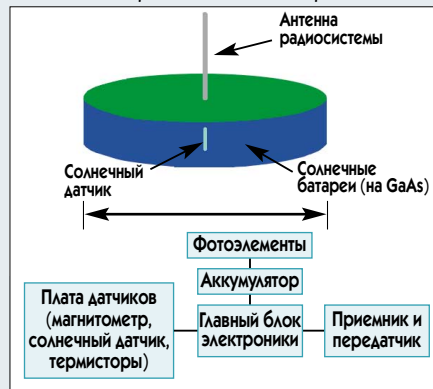 Антенна
радиосистемы
Солнечный
датчик
Солнечные
батареи (на GaAs)
Фотоэлементы
Аккумулятор
Плата датчиков
(магнитометр,
солнечный датчик,
термисторы)
Главный блок
электроники
Приемник и
передатчик